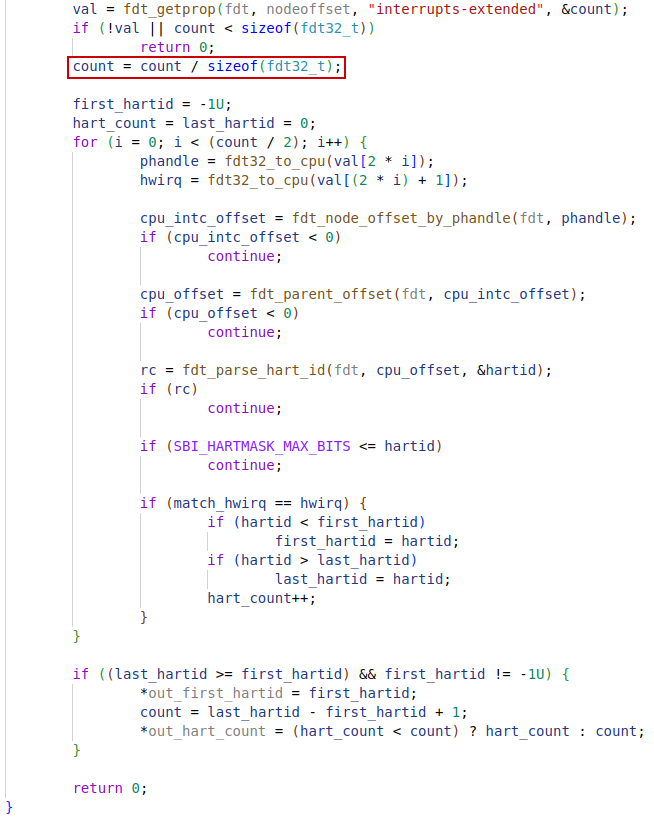 val = fdt_getprop(fdt, nodeoffset, "interrupts-extended", &count);
if (!val || count < sizeof(fdt32_t))
return 0;
count = count / sizeof(fdt32_t);
first_hartid = -1U;
hart_count = last_hartid = 0;
for (i = 0; i < (count / 2); i++) {
phandle = fdt32_to_cpu(val[2 * i]);
hwirq = fdt32_to_cpu(val[(2 * i) + 1]);
cpu_intc_offset = fdt_node_offset_by_phandle(fdt, phandle);
if (cpu_intc_offset < 0)
continue;
cpu_offset = fdt_parent_offset(fdt, cpu_intc_offset);
if (cpu_offset < 0)
continue;
rc = fdt_parse_hart_id(fdt, cpu_offset, &hartid);
if (rc)
continue;
if (SBI_HARTMASK_MAX_BITS <= hartid)
continue;
if (match_hwirq == hwirq) {
if (hartid < first_hartid)
first_hartid = hartid;
if (hartid > last_hartid)
last_hartid = hartid;
hart_count++;
}
}
if ((last_hartid >= first_hartid) && first_hartid != -1U) {
*out_first_hartid = first_hartid;
count = last_hartid - first_hartid + 1;
*out_hart_count = (hart_count < count) ? hart_count : count;
}
return 0;
}